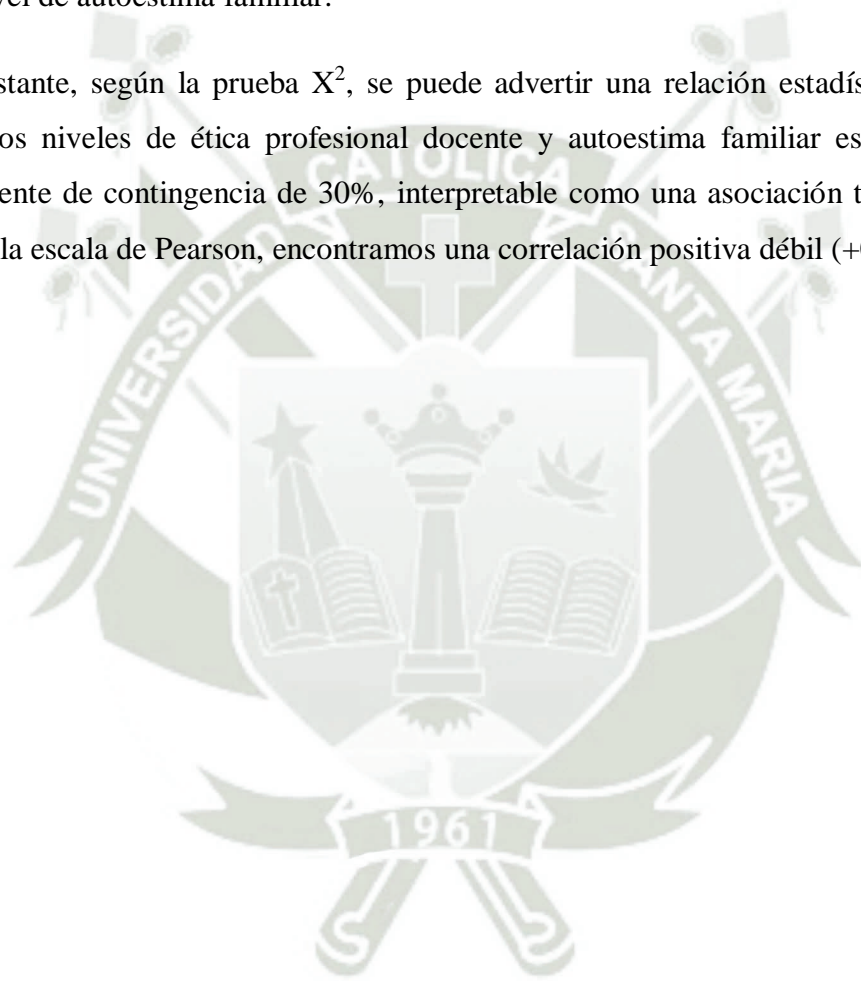 vel de autoestima familiar.
stante, según la prueba X², se puede advertir una relación estadís
os niveles de ética profesional docente y autoestima familiar es
ente de contingencia de 30%, interpretable como una asociación t
la escala de Pearson, encontramos una correlación positiva débil (+
UNIVERSIDAD CATOLICA SANTA MARIA
1961